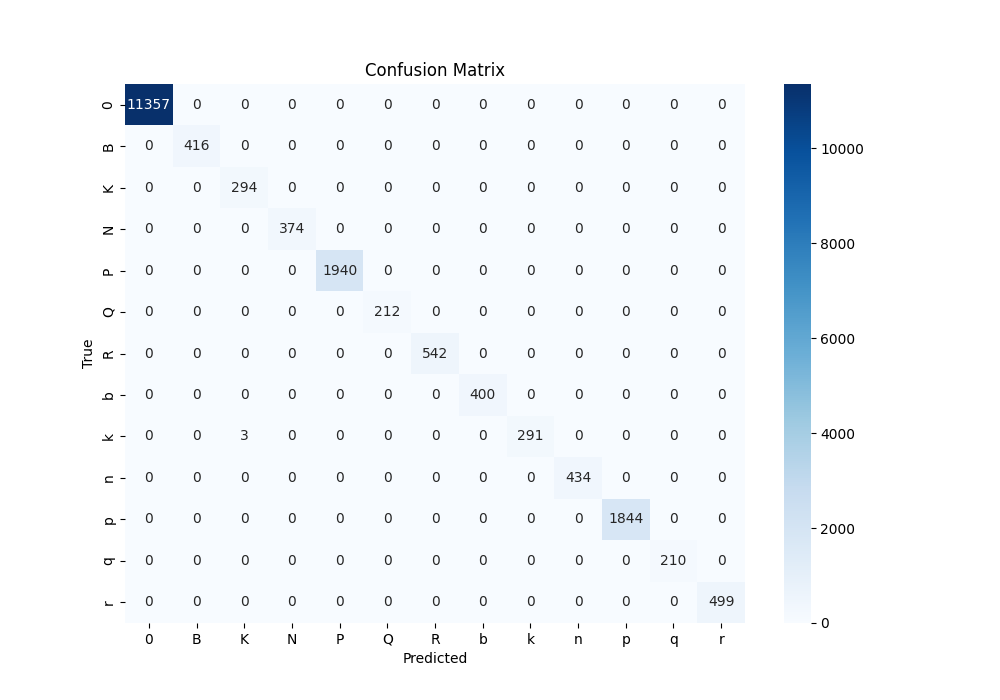 Confusion Matrix
True
0 11357 0 0 0 0 0 0 0 0 0 0 0 0
B 0 416 0 0 0 0 0 0 0 0 0 0 0
K 0 0 294 0 0 0 0 0 0 0 0 0 0
N 0 0 0 374 0 0 0 0 0 0 0 0 0
P 0 0 0 0 1940 0 0 0 0 0 0 0 0
Q 0 0 0 0 0 212 0 0 0 0 0 0 0
R 0 0 0 0 0 0 542 0 0 0 0 0 0
b 0 0 0 0 0 0 0 400 0 0 0 0 0
k 0 0 3 0 0 0 0 0 291 0 0 0 0
n 0 0 0 0 0 0 0 0 0 434 0 0 0
p 0 0 0 0 0 0 0 0 0 0 1844 0 0
q 0 0 0 0 0 0 0 0 0 0 0 210 0
r 0 0 0 0 0 0 0 0 0 0 0 0 499
0 B K N P Q R b k n p q r
Predicted
10000
8000
6000
4000
2000
0